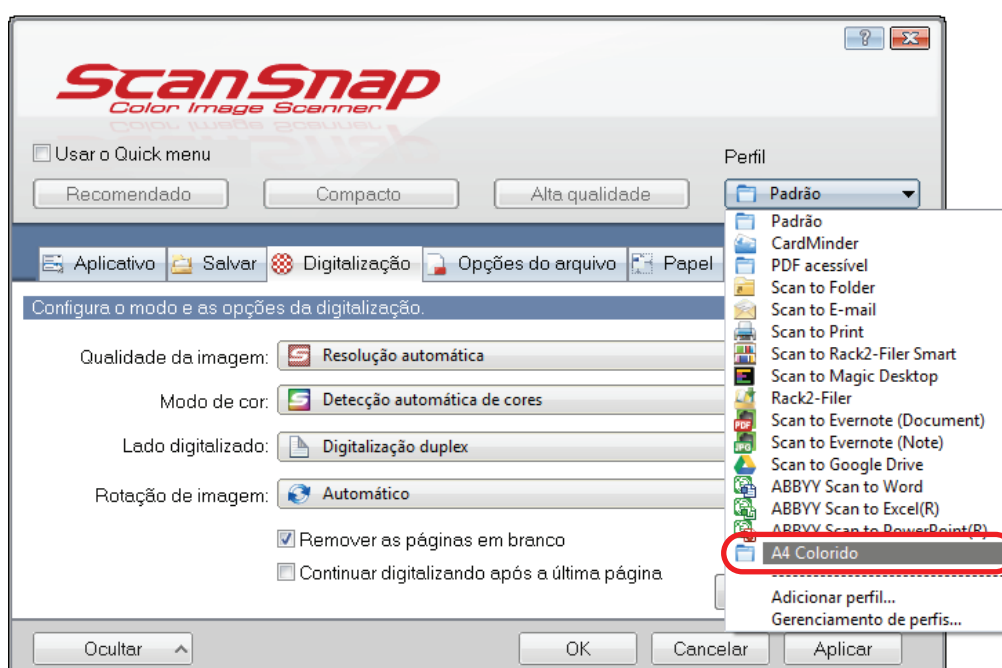 ScanSnap
Color Image Scanner
Usar o Quick menu
Perfil
Recomendado
Compacto
Alta qualidade
Padrão
Padrão
CardMinder
PDF acessível
Scan to Folder
Scan to E-mail
Scan to Print
Scan to Rack2-Filer Smart
Scan to Magic Desktop
Rack2-Filer
Scan to Evernote (Document)
Scan to Evernote (Note)
Scan to Google Drive
ABBYY Scan to Word
ABBYY Scan to Excel(R)
ABBYY Scan to PowerPoint(R)
A4 Colorido
Adicionar perfil...
Gerenciamento de perfis...
Aplicativo
Salvar
Digitalização
Opções do arquivo
Papel
Configura o modo e as opções da digitalização.
Qualidade da imagem: Resolução automática
Modo de cor: Detecção automática de cores
Lado digitalizado: Digitalização duplex
Rotação de imagem: Automático
Remover as páginas em branco
Continuar digitalizando após a última página
Ocultar
OK
Cancelar
Aplicar